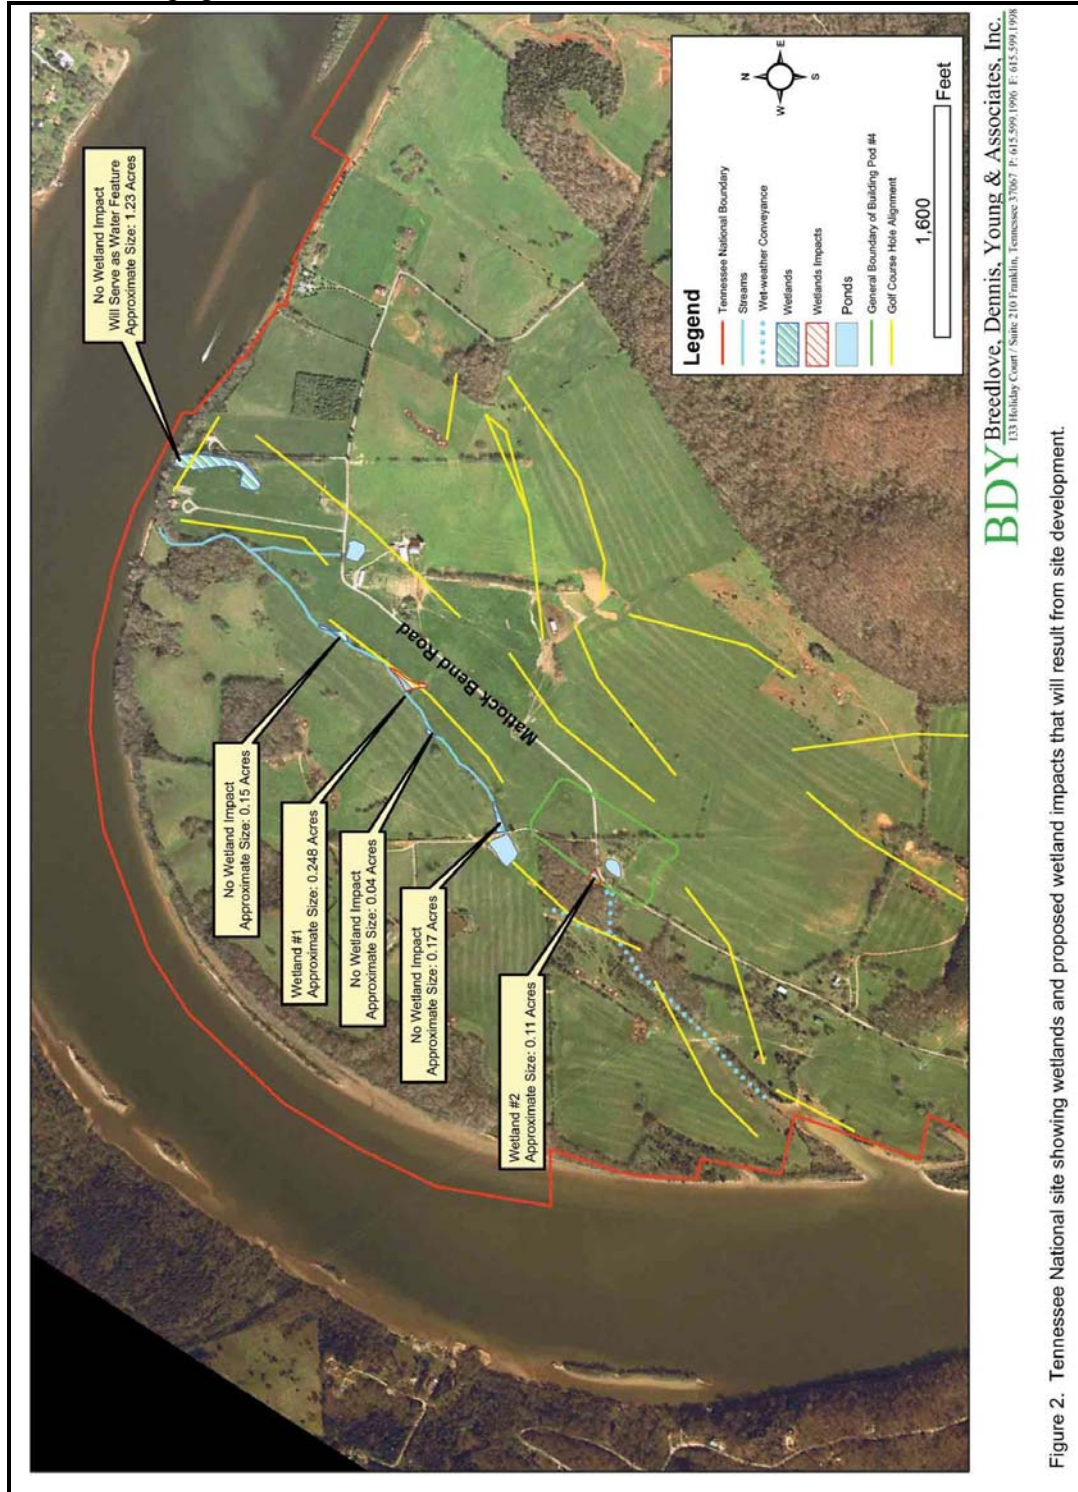 No Wetland Impact
Will Serve as Water Feature
Approximate Size: 1.23 Acres
No Wetland Impact
Approximate Size: 0.15 Acres
Wetland #1
Approximate Size: 0.248 Acres
No Wetland Impact
Approximate Size: 0.04 Acres
No Wetland Impact
Approximate Size: 0.17 Acres
Wetland #2
Approximate Size: 0.11 Acres
Matlock Bend Road
Legend
Tennessee National Boundary
Streams
Wet-weather Conveyance
Wetlands
Wetlands Impacts
Ponds
General Boundary of Building Pod #4
Golf Course Hole Alignment
N
E
S
W
1,600
Feet
BDY Breedlove, Dennis, Young & Associates, Inc.
133 Holiday Court / Suite 210 Franklin, Tennessee 37067 P: 615.599.1996 F: 615.599.1998
Figure 2. Tennessee National site showing wetlands and proposed wetland impacts that will result from site development.